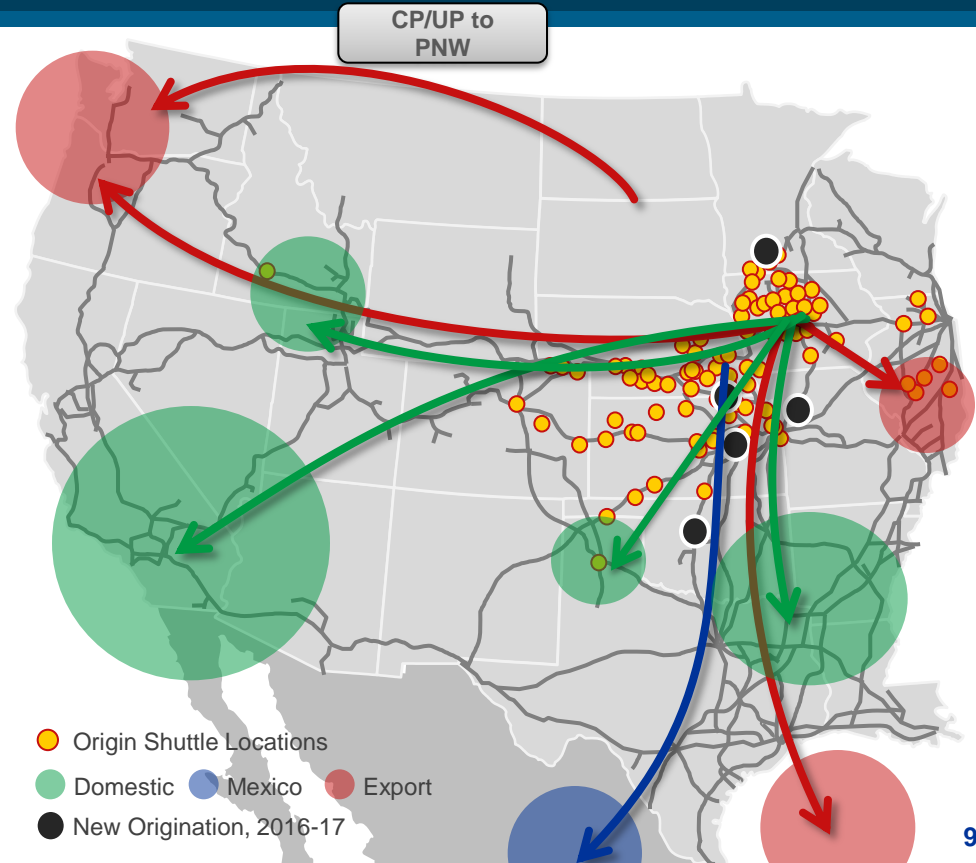 CP/UP to
PNW
Origin Shuttle Locations
Domestic
Mexico
Export
New Origination, 2016-17
9